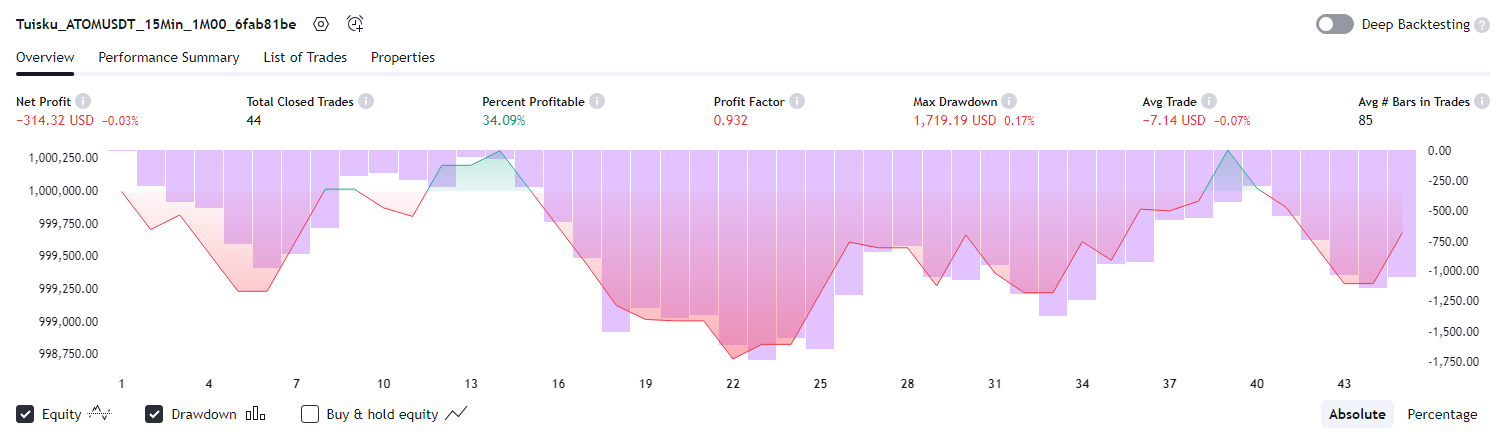 Tuisku_ATOMUSDT_15Min_1M00_6fab81be
Deep Backtesting ?
Overview Performance Summary List of Trades Properties
Net Profit i Total Closed Trades i Percent Profitable i Profit Factor i Max Drawdown i Avg Trade i Avg # Bars in Trades i
−314.32 USD −0.03% 44 34.09% 0.932 1,719.19 USD 0.17% −7.14 USD −0.07% 85
1,000,250.00 0.00
1,000,000.00 -250.00
999,750.00 -500.00
999,500.00 -750.00
999,250.00 -1,000.00
999,000.00 -1,250.00
998,750.00 -1,500.00
-1,750.00
1 4 7 10 13 16 19 22 25 28 31 34 37 40 43
Equity Drawdown Buy & hold equity Absolute Percentage